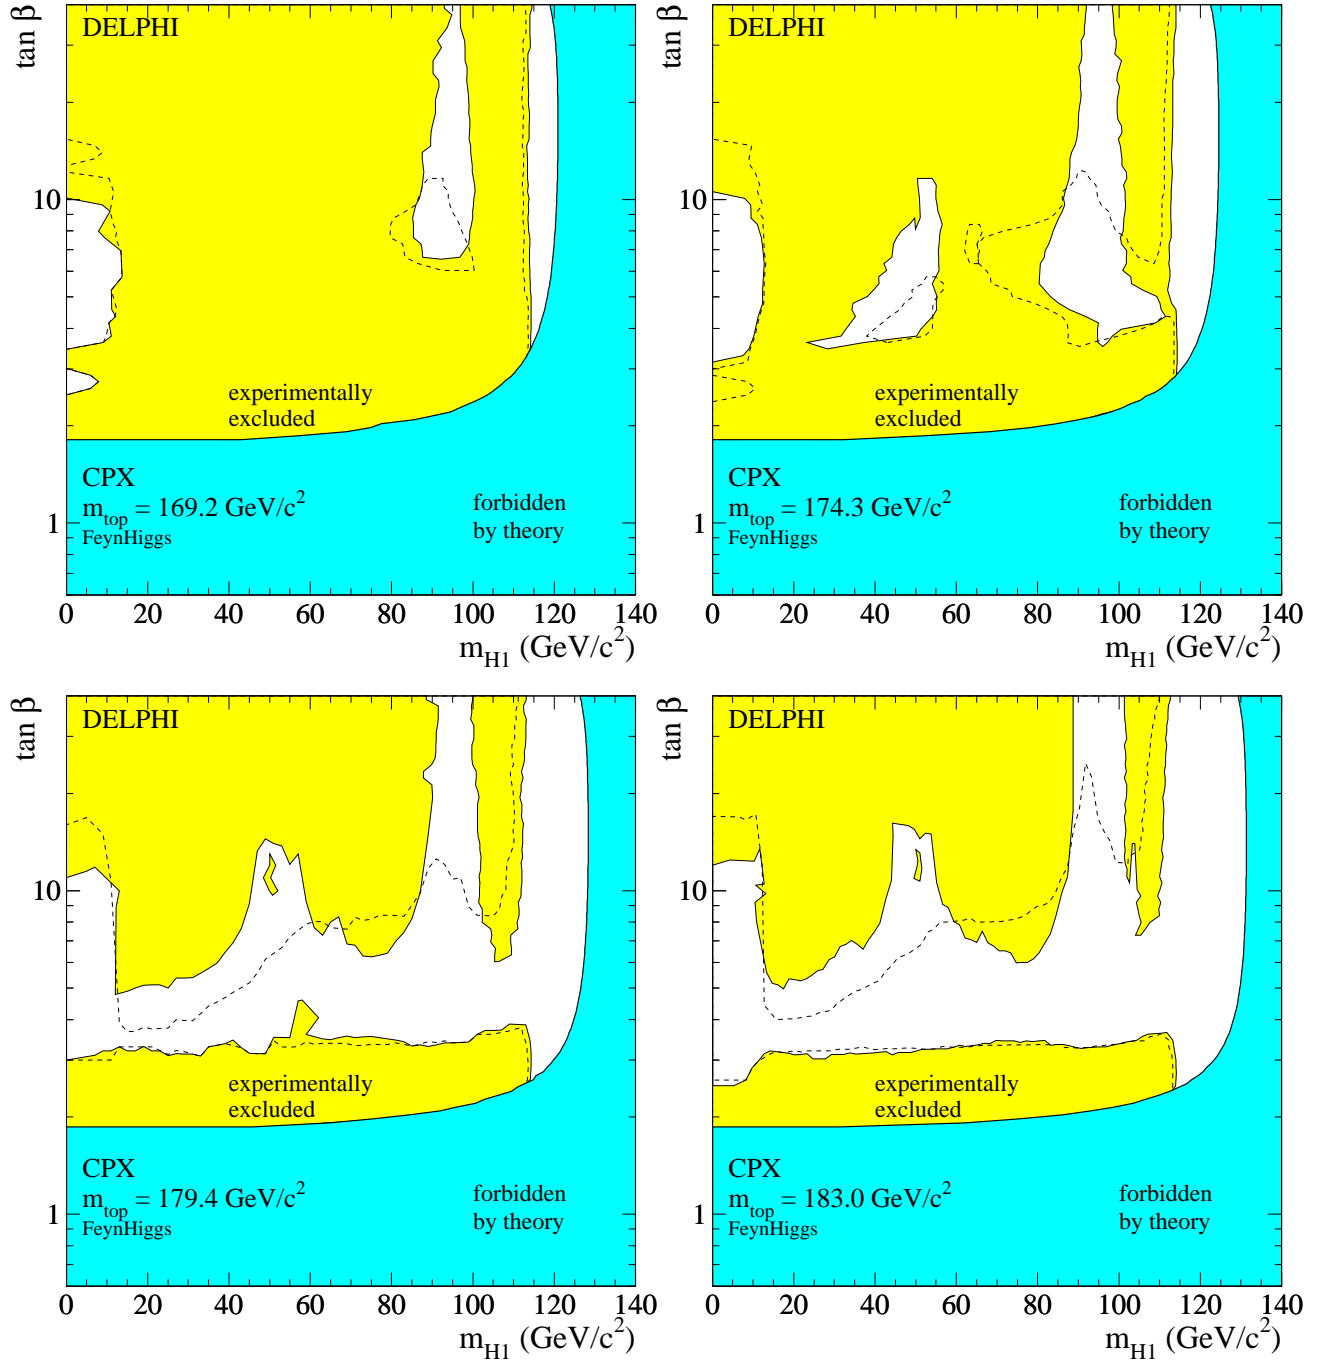 tan β
DELPHI
10
experimentally
excluded
CPX
m_top = 169.2 GeV/c²
FeynHiggs
forbidden
by theory
1
0 20 40 60 80 100 120 140
m_H1 (GeV/c²)
tan β
DELPHI
10
experimentally
excluded
CPX
m_top = 174.3 GeV/c²
FeynHiggs
forbidden
by theory
1
0 20 40 60 80 100 120 140
m_H1 (GeV/c²)
tan β
DELPHI
10
experimentally
excluded
CPX
m_top = 179.4 GeV/c²
FeynHiggs
forbidden
by theory
1
0 20 40 60 80 100 120 140
m_H1 (GeV/c²)
tan β
DELPHI
10
experimentally
excluded
CPX
m_top = 183.0 GeV/c²
FeynHiggs
forbidden
by theory
1
0 20 40 60 80 100 120 140
m_H1 (GeV/c²)